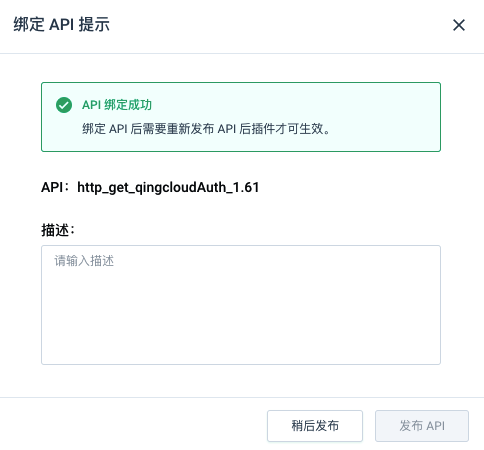 绑定 API 提示
API 绑定成功
绑定 API 后需要重新发布 API 后插件才可生效。
API：http_get_qingcloudAuth_1.61
描述：
请输入描述
稍后发布
发布 API